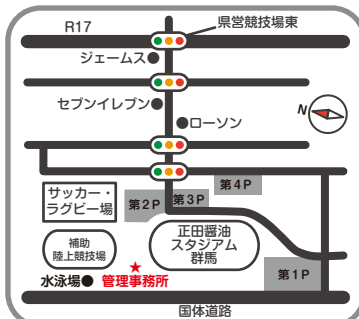 R17
県営競技場東
ジェームス
セブンイレブン
ローソン
N
サッカー・
ラグビー場
第2P
第3P
第4P
補助
陸上競技場
正田醤油
スタジアム
群馬
第1P
水泳場
管理事務所
国体道路